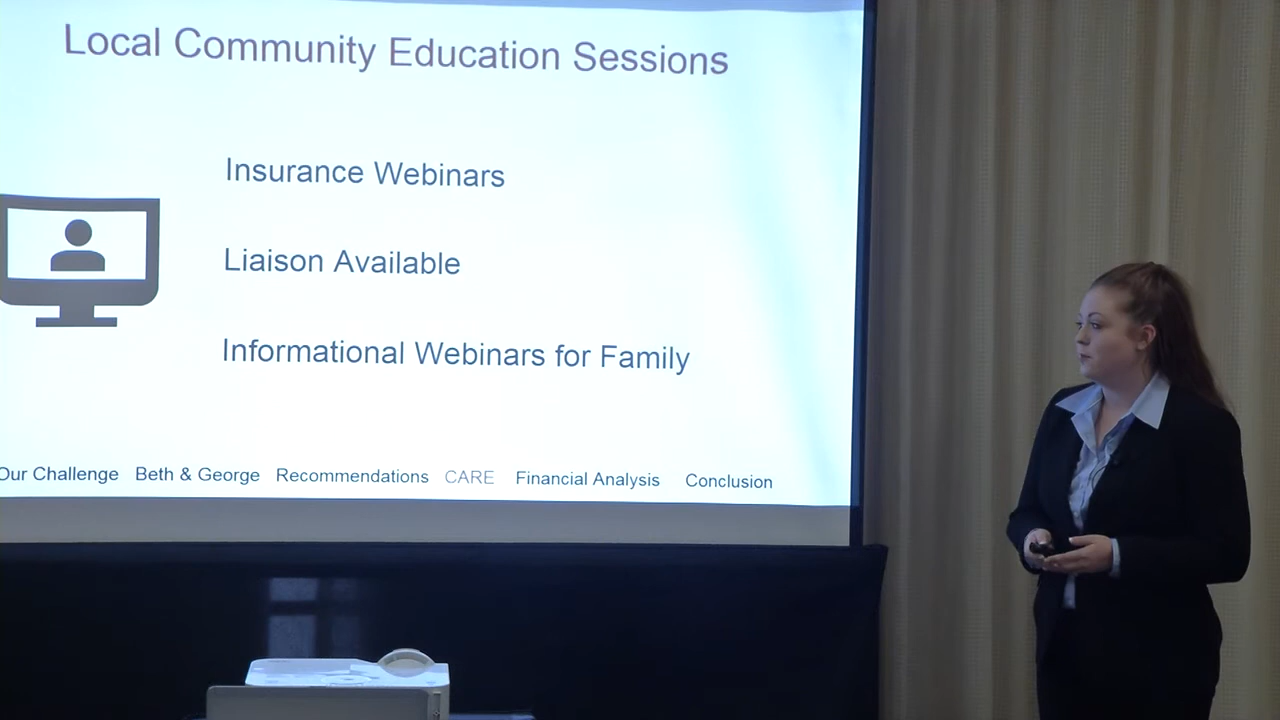 Local Community Education Sessions
Insurance Webinars
Liaison Available
Informational Webinars for Family
Our Challenge Beth & George Recommendations CARE Financial Analysis Conclusion